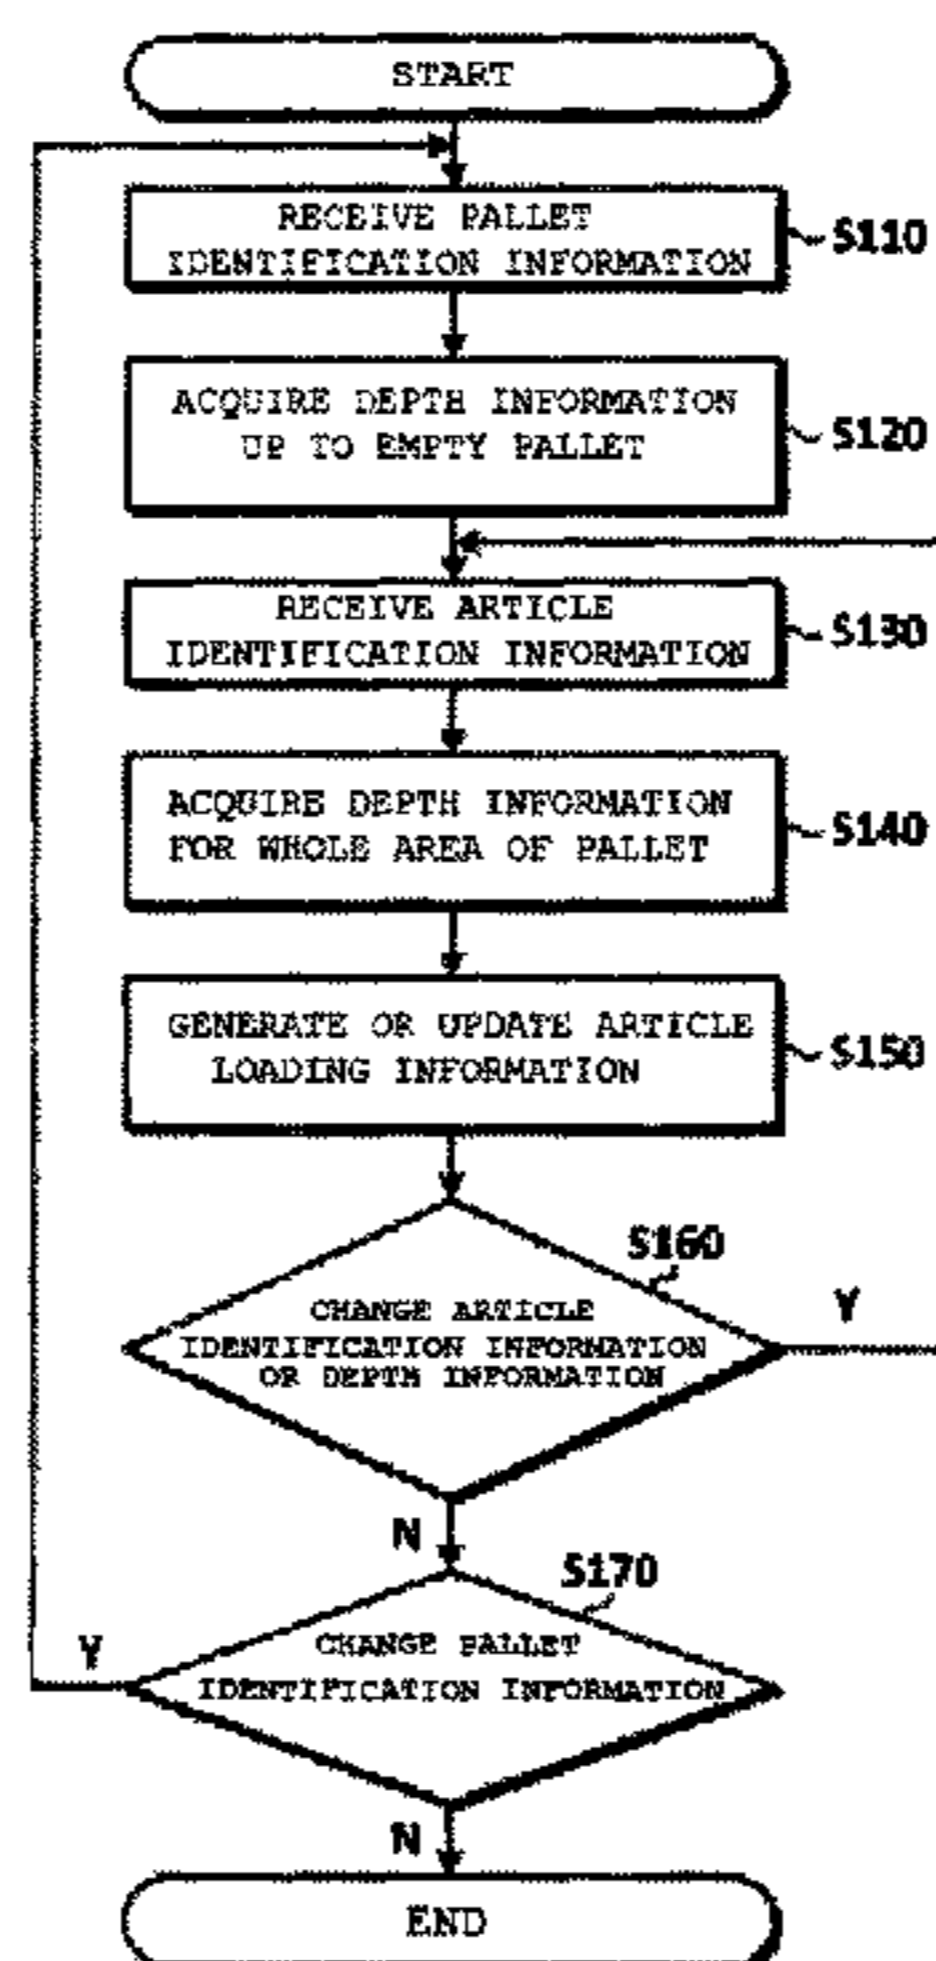 START
RECEIVE PALLET
IDENTIFICATION INFORMATION
S110
ACQUIRE DEPTH INFORMATION
UP TO EMPTY PALLET
S120
RECEIVE ARTICLE
IDENTIFICATION INFORMATION
S130
ACQUIRE DEPTH INFORMATION
FOR WHOLE AREA OF PALLET
S140
GENERATE OR UPDATE ARTICLE
LOADING INFORMATION
S150
S160
CHANGE ARTICLE
IDENTIFICATION INFORMATION
OR DEPTH INFORMATION
Y
N
S170
CHANGE PALLET
IDENTIFICATION INFORMATION
Y
N
END